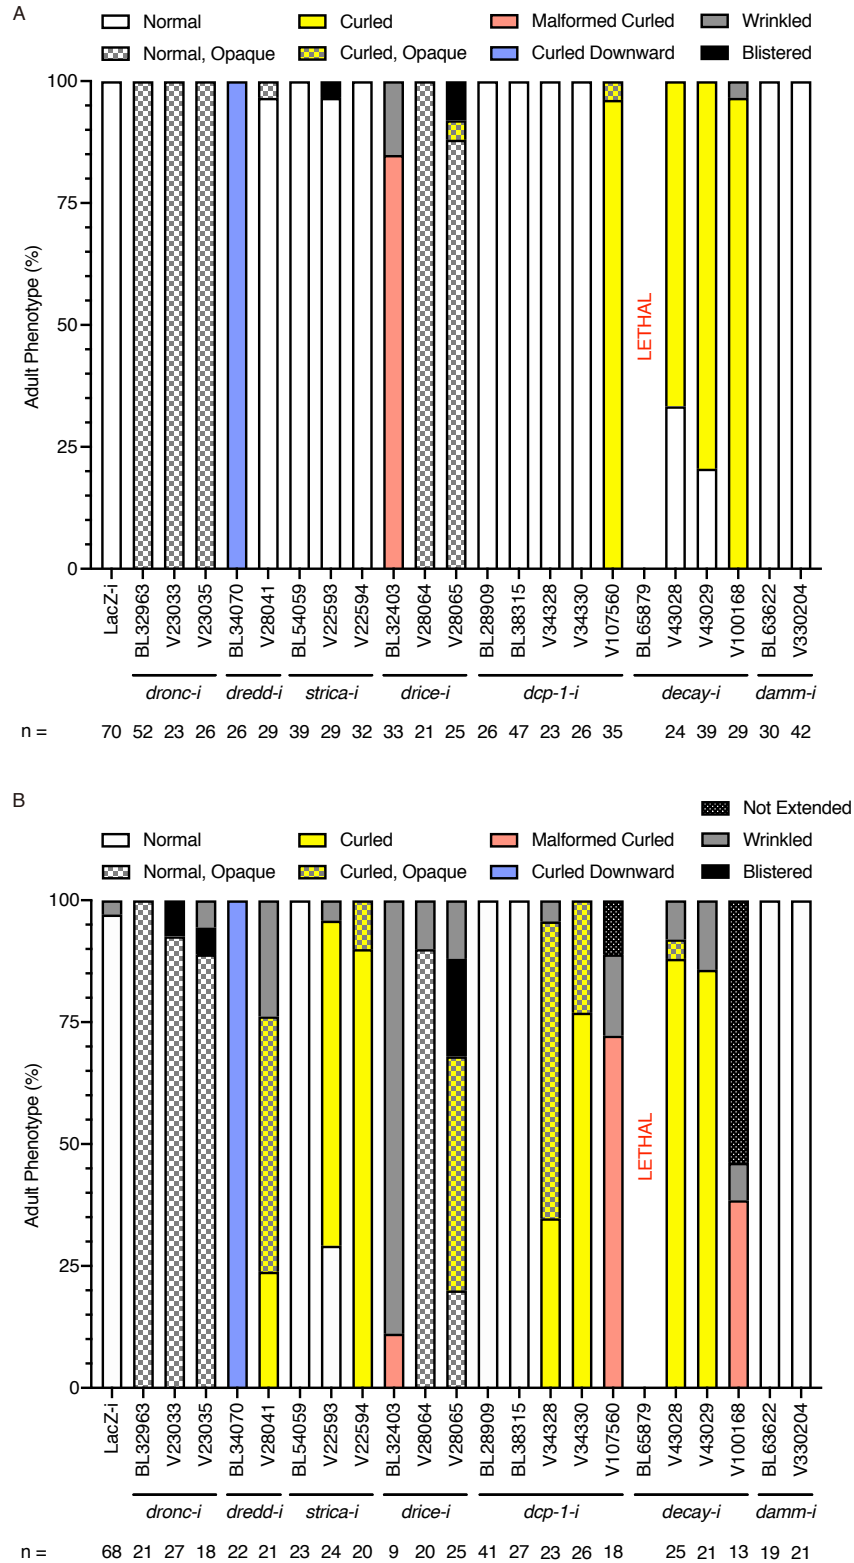 A
Normal Curled Malformed Curled Wrinkled
Normal, Opaque Curled, Opaque Curled Downward Blistered
100
75
50
25
0
Adult Phenotype (%)
LETHAL
LacZ-i BL32963 V23033 V23035 BL34070 V28041 BL54059 V22593 V22594 BL32403 V28064 V28065 BL28909 BL38315 V34328 V34330 V107560 BL65879 V43028 V43029 V100168 BL63622 V330204
dronc-i dredd-i strica-i drice-i dcp-1-i decay-i damm-i
n = 70 52 23 26 26 29 39 29 32 33 21 25 26 47 23 26 35 24 39 29 30 42
B
Not Extended
Normal Curled Malformed Curled Wrinkled
Normal, Opaque Curled, Opaque Curled Downward Blistered
100
75
50
25
0
Adult Phenotype (%)
LETHAL
LacZ-i BL32963 V23033 V23035 BL34070 V28041 BL54059 V22593 V22594 BL32403 V28064 V28065 BL28909 BL38315 V34328 V34330 V107560 BL65879 V43028 V43029 V100168 BL63622 V330204
dronc-i dredd-i strica-i drice-i dcp-1-i decay-i damm-i
n = 68 21 27 18 22 21 23 24 20 9 20 25 41 27 23 26 18 25 21 13 19 21